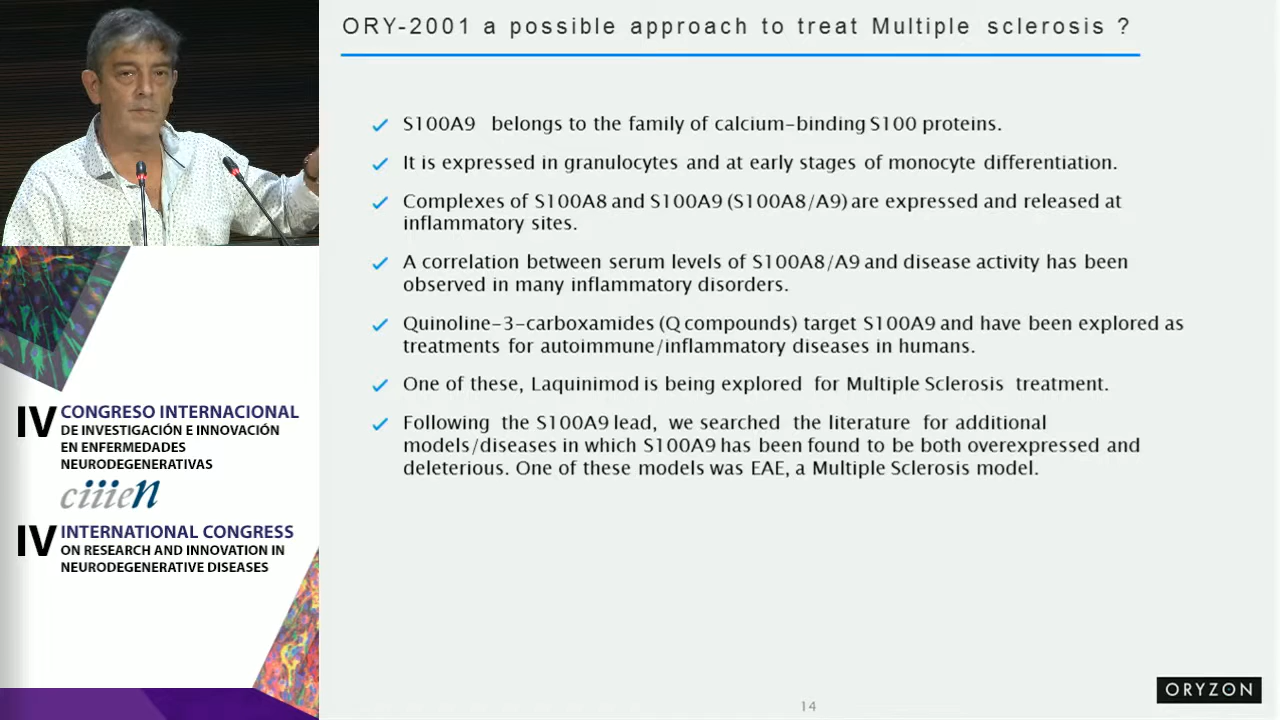 ORY-2001 a possible approach to treat Multiple sclerosis ?
S100A9 belongs to the family of calcium-binding S100 proteins.
It is expressed in granulocytes and at early stages of monocyte differentiation.
Complexes of S100A8 and S100A9 (S100A8/A9) are expressed and released at
inflammatory sites.
A correlation between serum levels of S100A8/A9 and disease activity has been
observed in many inflammatory disorders.
Quinoline-3-carboxamides (Q compounds) target S100A9 and have been explored as
treatments for autoimmune/inflammatory diseases in humans.
One of these, Laquinimod is being explored for Multiple Sclerosis treatment.
Following the S100A9 lead, we searched the literature for additional
models/diseases in which S100A9 has been found to be both overexpressed and
deleterious. One of these models was EAE, a Multiple Sclerosis model.
14
ORYZON
IV CONGRESO INTERNACIONAL
DE INVESTIGACIÓN E INNOVACIÓN
EN ENFERMEDADES
NEURODEGENERATIVAS
ciiien
IV INTERNATIONAL CONGRESS
ON RESEARCH AND INNOVATION IN
NEURODEGENERATIVE DISEASES